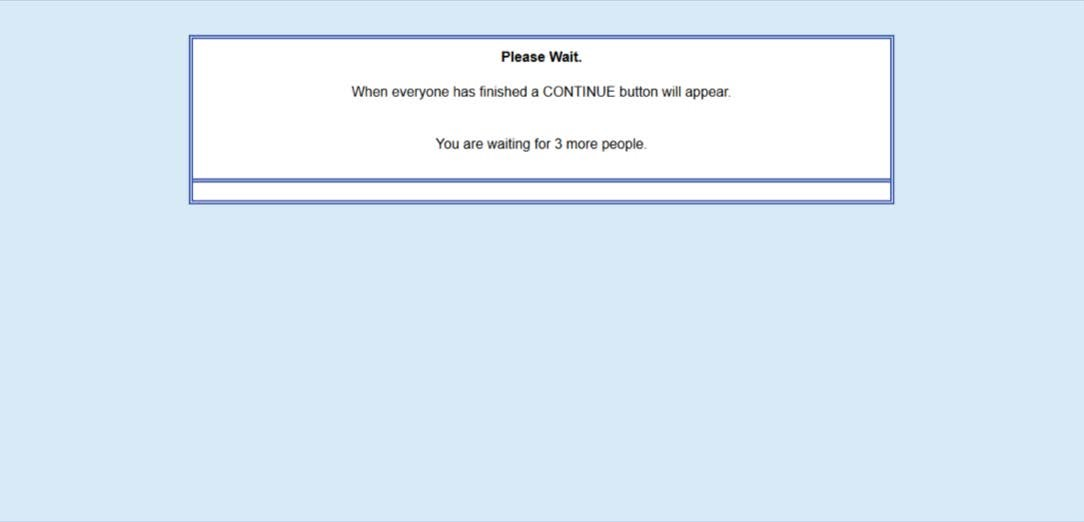 Please Wait.
When everyone has finished a CONTINUE button will appear.
You are waiting for 3 more people.